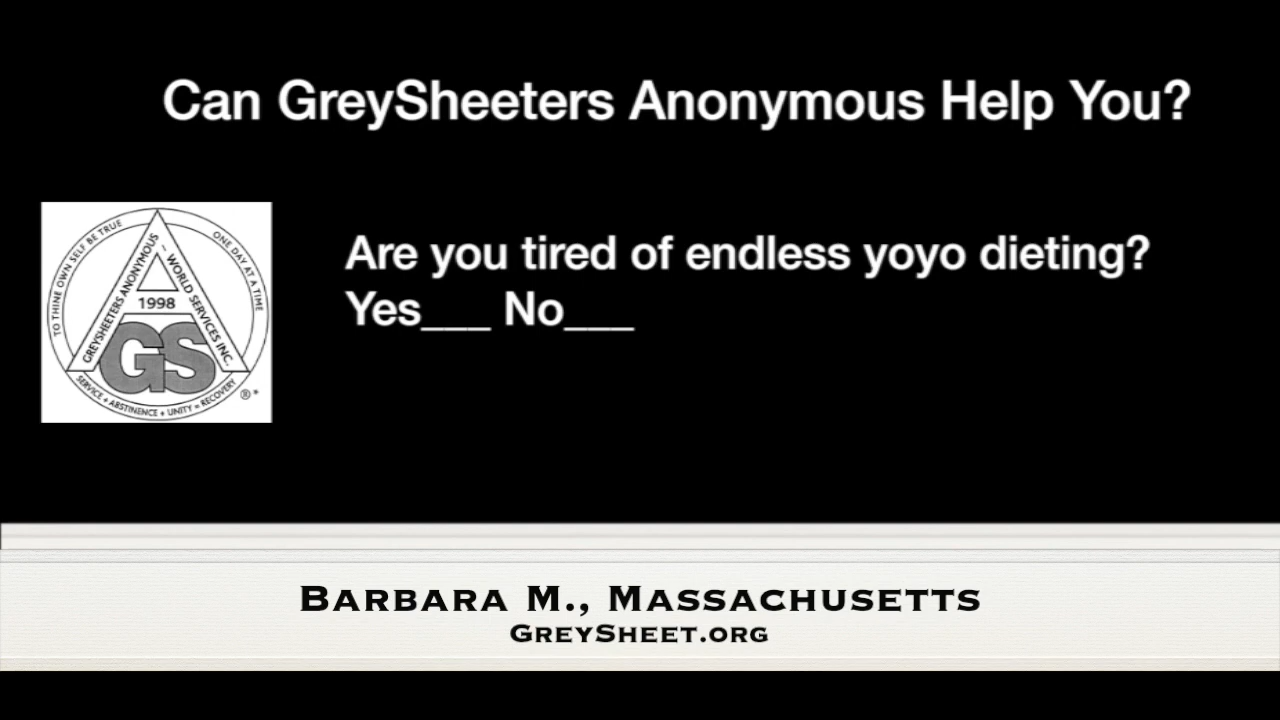 Can GreySheeters Anonymous Help You?
TO THINE OWN SELF BE TRUE
ONE DAY AT A TIME
GREYSHEETERS ANONYMOUS – WORLD SERVICES INC.
1998
GS
SERVICE + ABSTINENCE + UNITY = RECOVERY
®*
Are you tired of endless yoyo dieting?
Yes___ No___
BARBARA M., MASSACHUSETTS
GREYSHEET.ORG